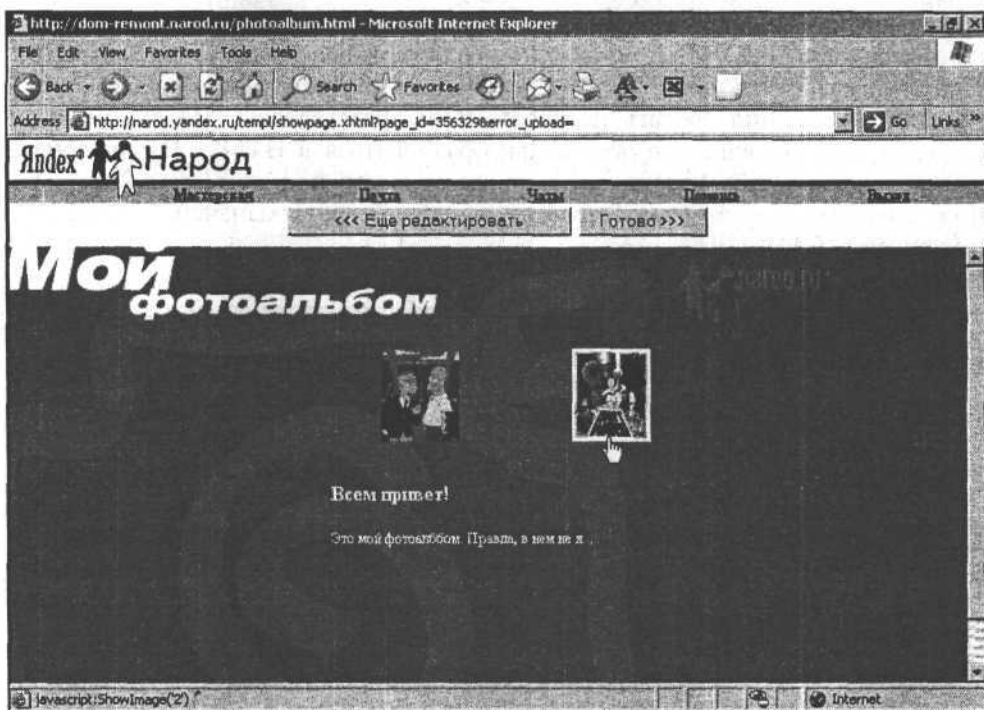 http://dom-remont.narod.ru/photoalbum.html - Microsoft Internet Explorer
File Edit View Favorites Tools Help
Back Search Favorites
Address http://narod.yandex.ru/templ/showpage.xhtml?page_id=3563298error_upload= Go Links »
Яndex® Народ
Мастерская Почта Чаты Помощь Выход
<<< Еще редактировать Готово >>>
Мой
фотоальбом
narod.ru
Всем привет!
Это мой фотоальбом. Правда, в нем не я...
javascript:ShowImage('2') Internet